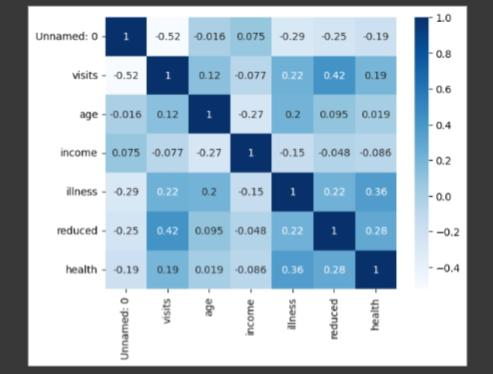 1.0
Unnamed: 0 1 -0.52 -0.016 0.075 -0.29 -0.25 -0.19
0.8
visits -0.52 1 0.12 -0.077 0.22 0.42 0.19
0.6
age -0.016 0.12 1 -0.27 0.2 0.095 0.019
0.4
income 0.075 -0.077 -0.27 1 -0.15 -0.048 -0.086
0.2
illness -0.29 0.22 0.2 -0.15 1 0.22 0.36
0.0
reduced -0.25 0.42 0.095 -0.048 0.22 1 0.28
-0.2
health -0.19 0.19 0.019 -0.086 0.36 0.28 1
-0.4
Unnamed: 0 visits age income illness reduced health